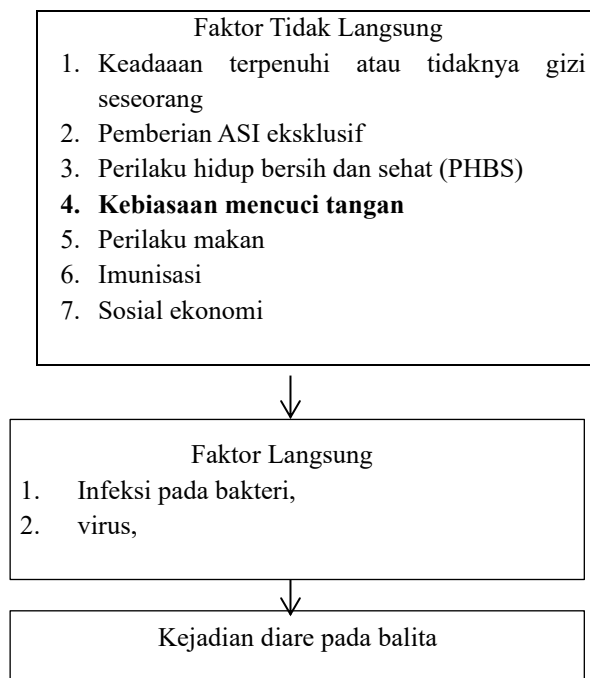 Faktor Tidak Langsung
1. Keadaaan terpenuhi atau tidaknya gizi
seseorang
2. Pemberian ASI eksklusif
3. Perilaku hidup bersih dan sehat (PHBS)
4. Kebiasaan mencuci tangan
5. Perilaku makan
6. Imunisasi
7. Sosial ekonomi
Faktor Langsung
1. Infeksi pada bakteri,
2. virus,
Kejadian diare pada balita